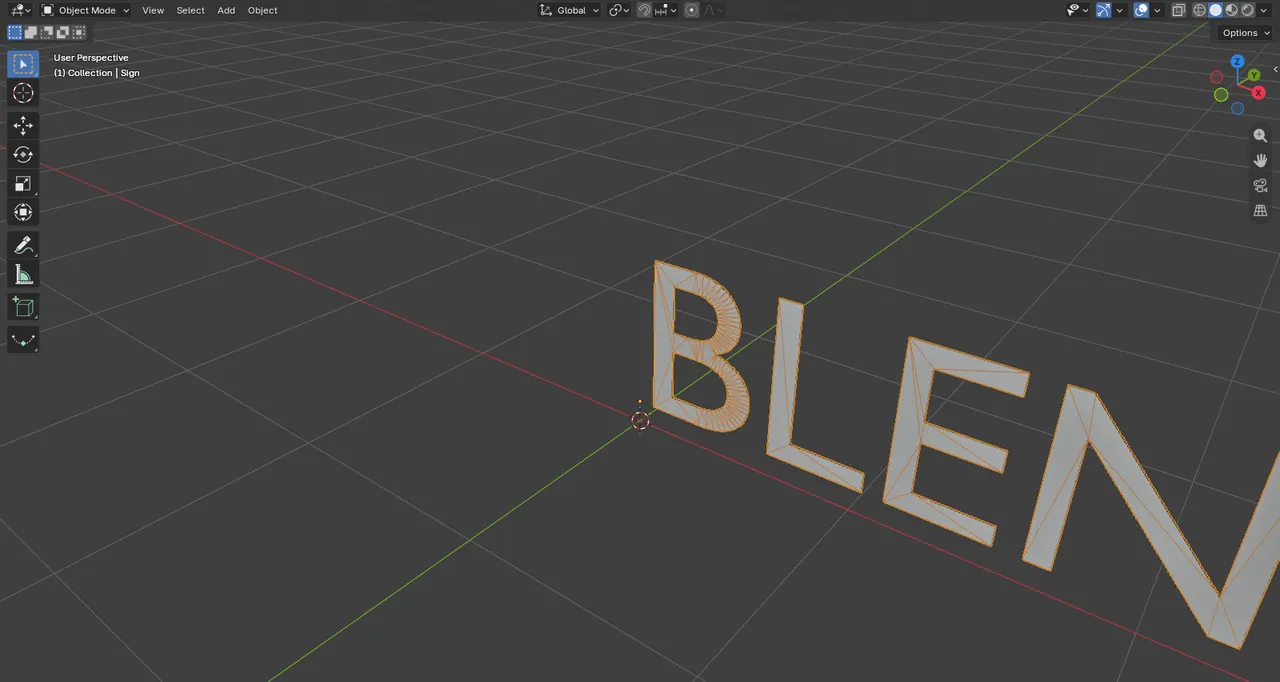 Object Mode View Select Add Object Global
Options
User Perspective
(1) Collection | Sign
Z
Y
X
BLEN